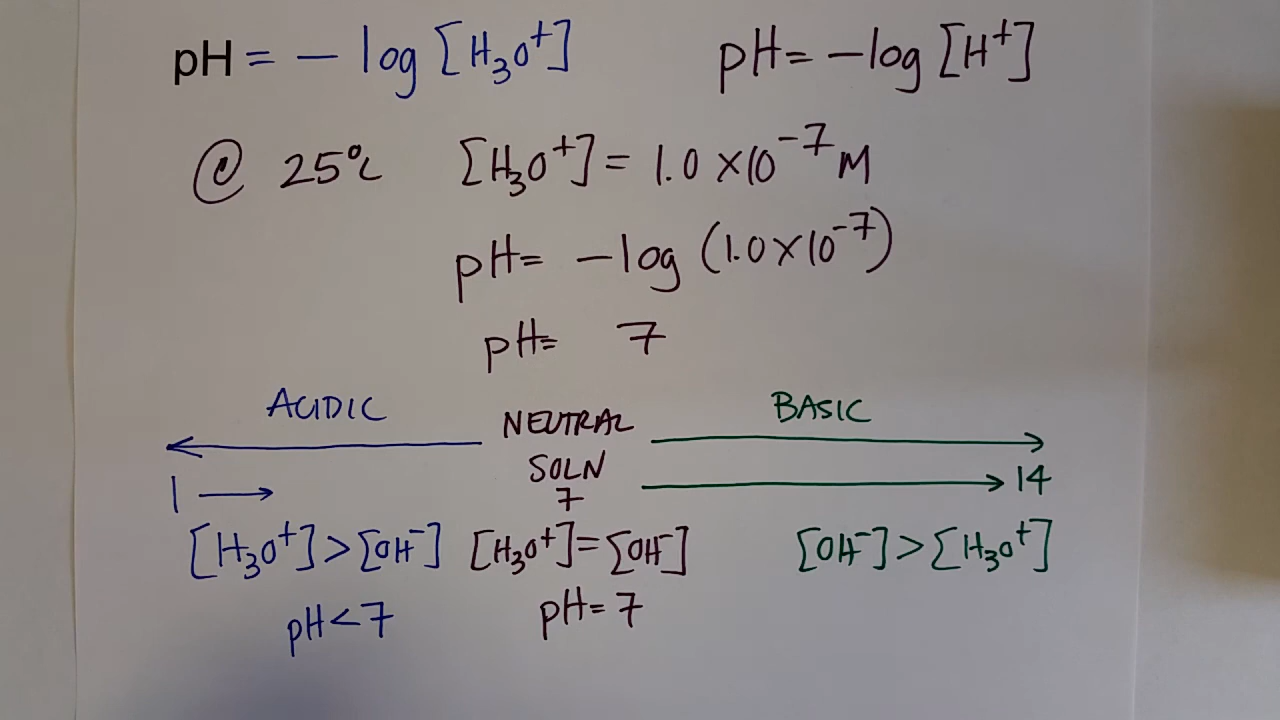 pH = − log [H₃O⁺] pH = −log [H⁺]
@ 25°C [H₃O⁺] = 1.0 ×10⁻⁷ M
pH = −log (1.0×10⁻⁷)
pH = 7
ACIDIC NEUTRAL BASIC
SOLN
1 → 7 → 14
[H₃O⁺] > [OH⁻] [H₃O⁺] = [OH⁻] [OH⁻] > [H₃O⁺]
pH < 7 pH = 7